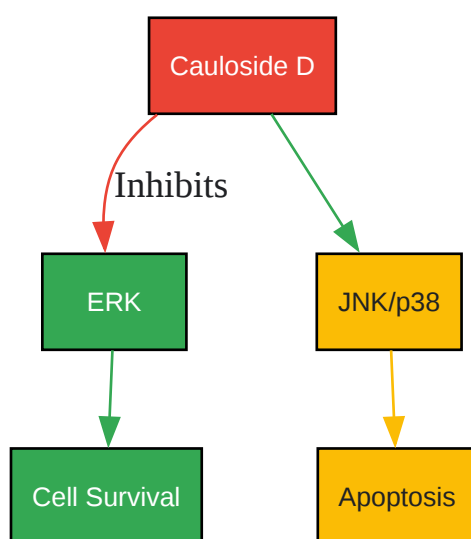 Cauloside D
Inhibits
ERK
JNK/p38
Cell Survival
Apoptosis